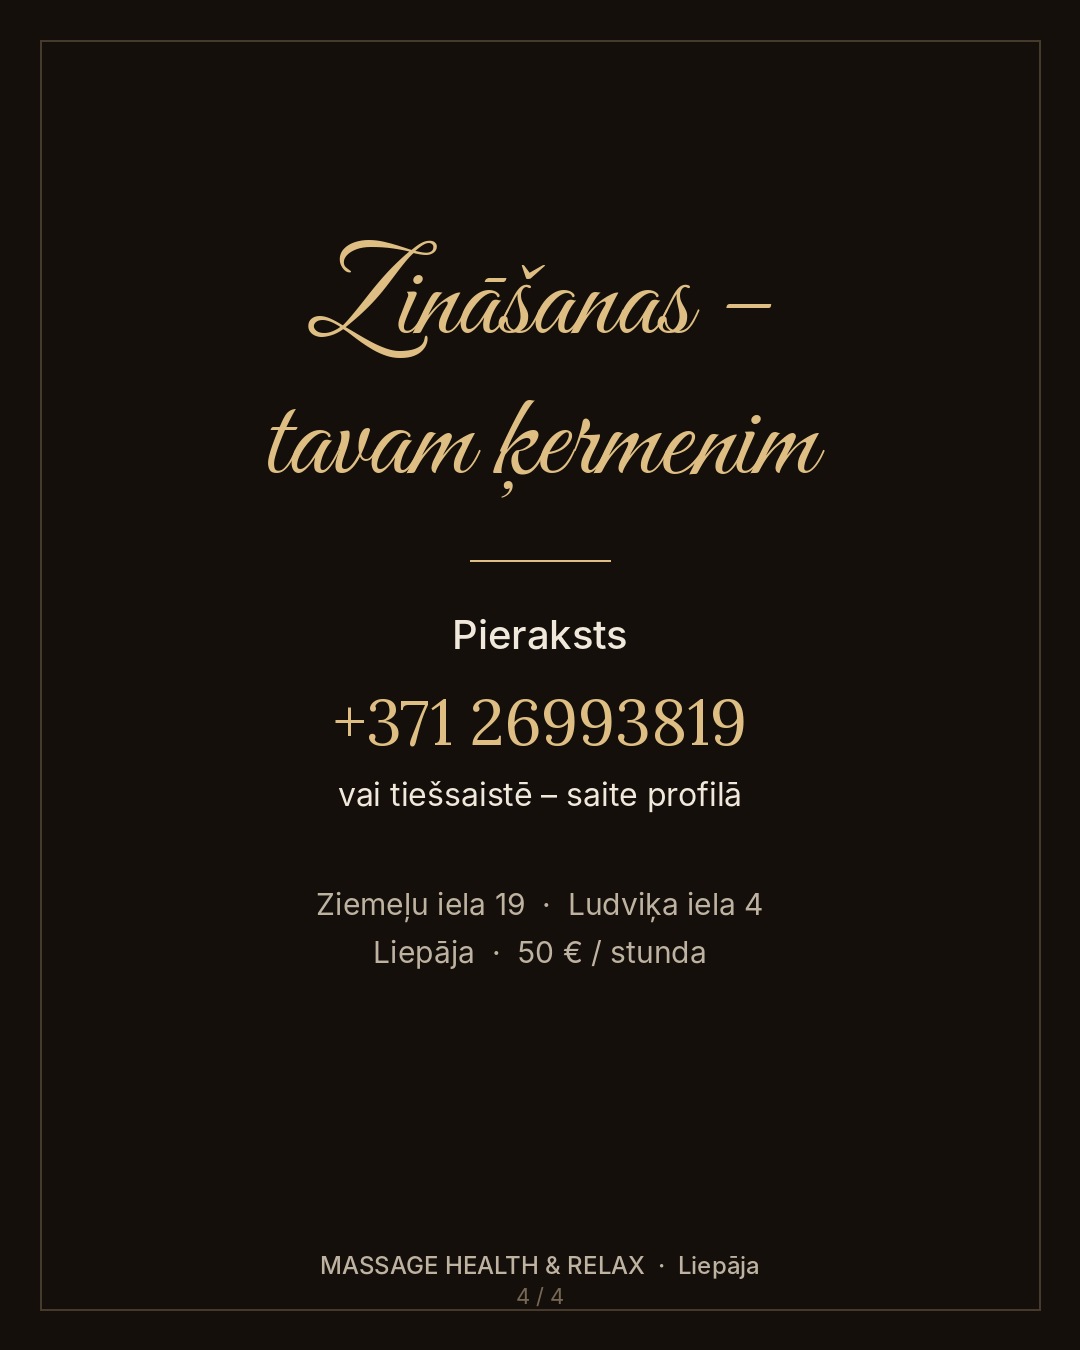 Zināšanas –
tavam ķermenim
Pieraksts
+371 26993819
vai tiešsaistē – saite profilā
Ziemeļu iela 19 · Ludviķa iela 4
Liepāja · 50 € / stunda
MASSAGE HEALTH & RELAX · Liepāja
4 / 4